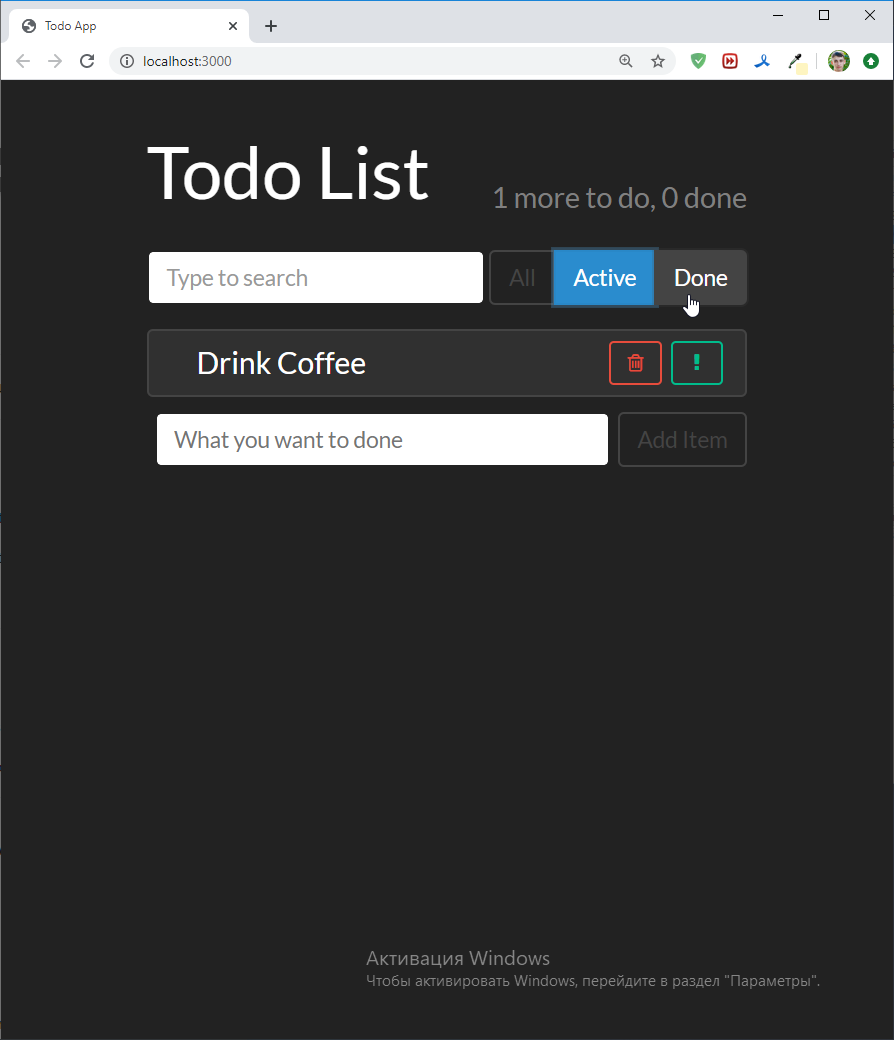 Todo App
localhost:3000
Todo List
1 more to do, 0 done
Type to search
All
Active
Done
Drink Coffee
What you want to done
Add Item
Активация Windows
Чтобы активировать Windows, перейдите в раздел "Параметры".